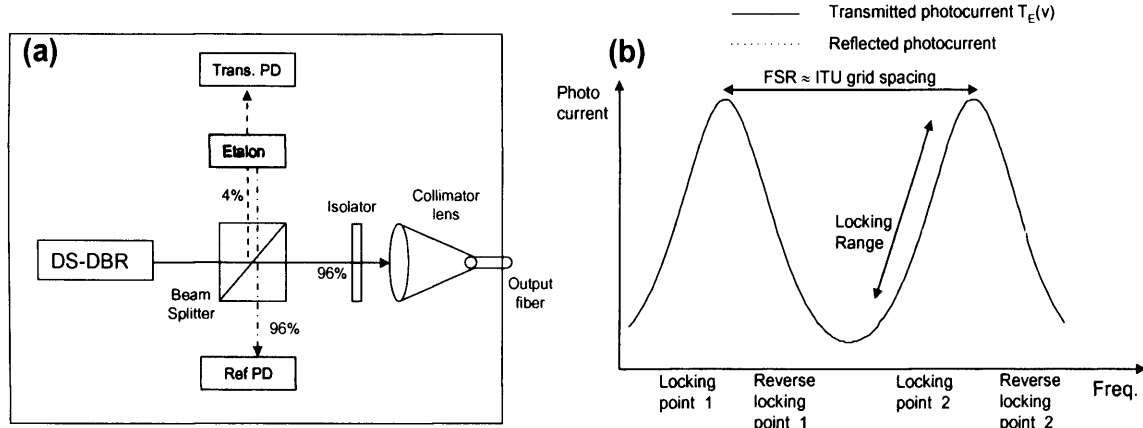 (a)
Trans. PD
Etalon
4%
Isolator
Collimator
lens
DS-DBR
96%
Beam
Splitter
Output
fiber
96%
Ref PD
Transmitted photocurrent T_E(v)
Reflected photocurrent
(b)
FSR ≈ ITU grid spacing
Photo
current
Locking
Range
Locking
point 1
Reverse
locking
point 1
Locking
point 2
Reverse
locking
point 2
Freq.